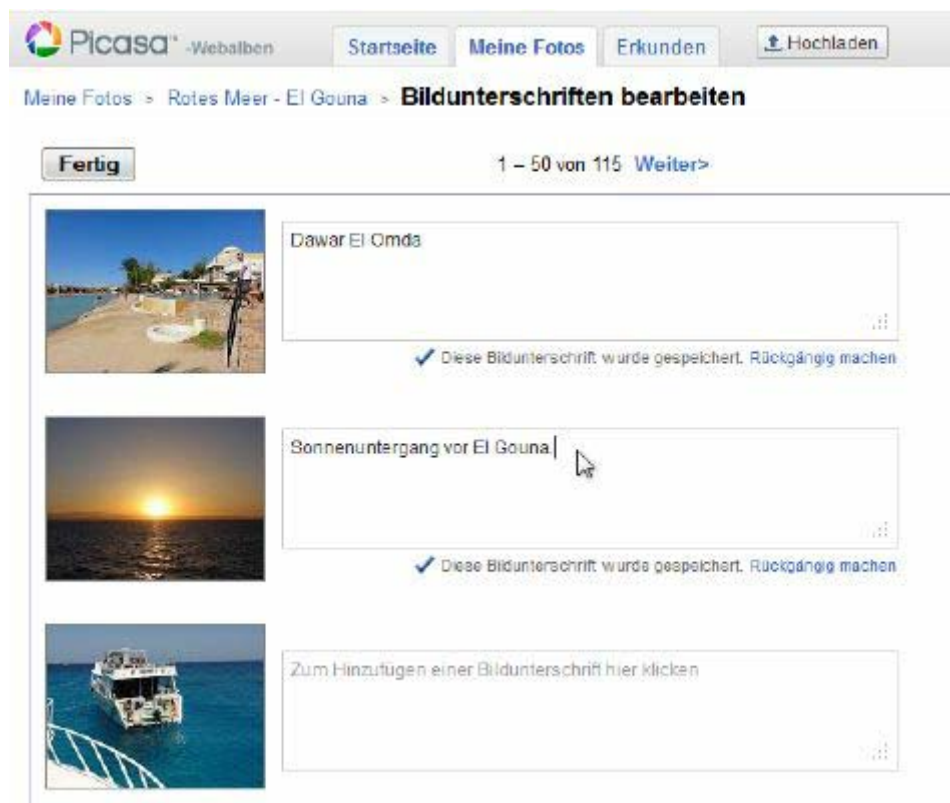 Picasa™ -Webalben
Startseite
Meine Fotos
Erkunden
Hochladen
Meine Fotos > Rotes Meer - El Gouna > Bildunterschriften bearbeiten
Fertig
1 – 50 von 115 Weiter>
Dawar El Omda
Diese Bildunterschrift wurde gespeichert. Rückgängig machen
Sonnenuntergang vor El Gouna
Diese Bildunterschrift wurde gespeichert. Rückgängig machen
Zum Hinzufügen einer Bildunterschrift hier klicken